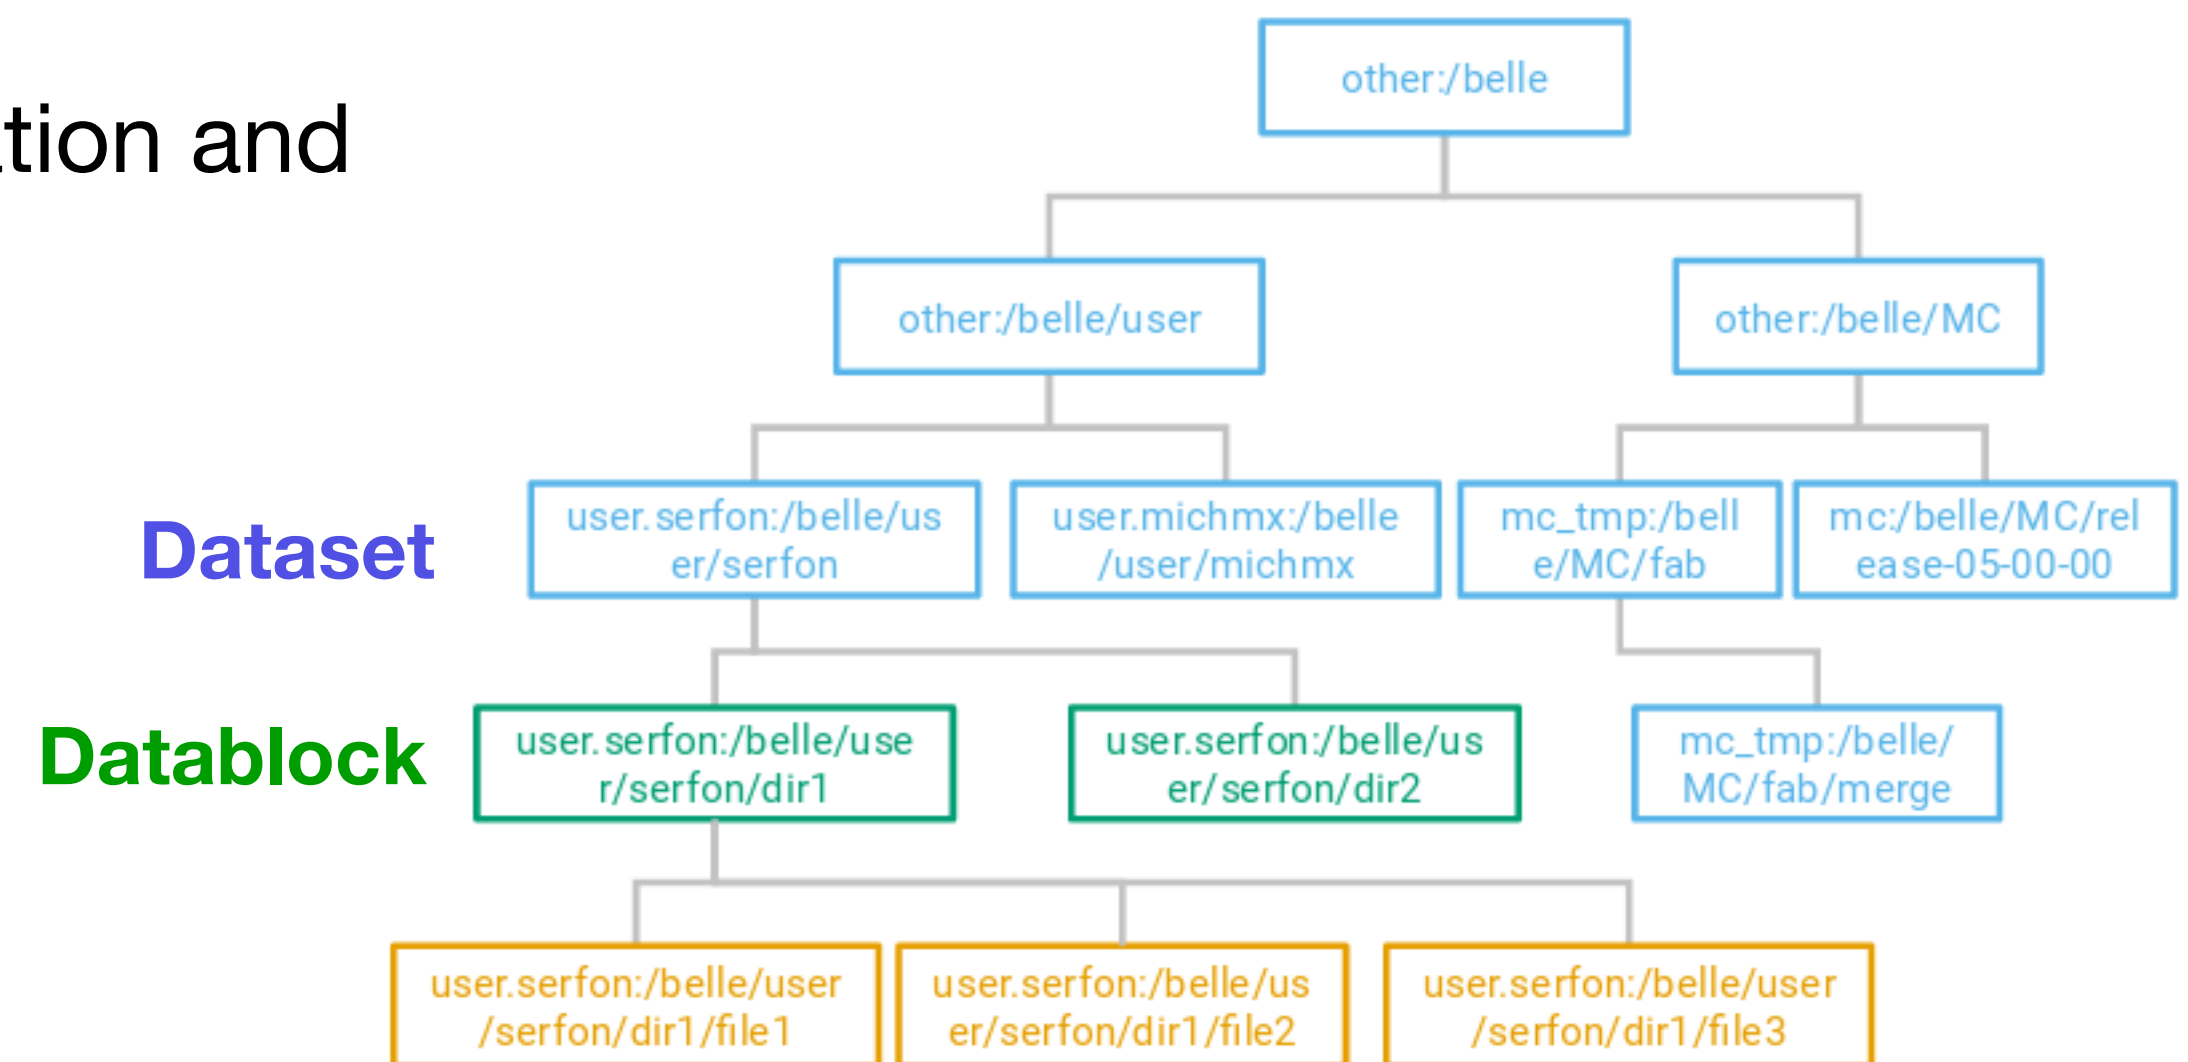 other:/belle
ation and
other:/belle/user
other:/belle/MC
Dataset
user.serfon:/belle/us
er/serfon
user.michmx:/belle
/user/michmx
mc_tmp:/bell
e/MC/fab
mc:/belle/MC/rel
ease-05-00-00
Datablock
user.serfon:/belle/use
r/serfon/dir1
user.serfon:/belle/us
er/serfon/dir2
mc_tmp:/belle/
MC/fab/merge
user.serfon:/belle/user
/serfon/dir1/file1
user.serfon:/belle/us
er/serfon/dir1/file2
user.serfon:/belle/user
/serfon/dir1/file3